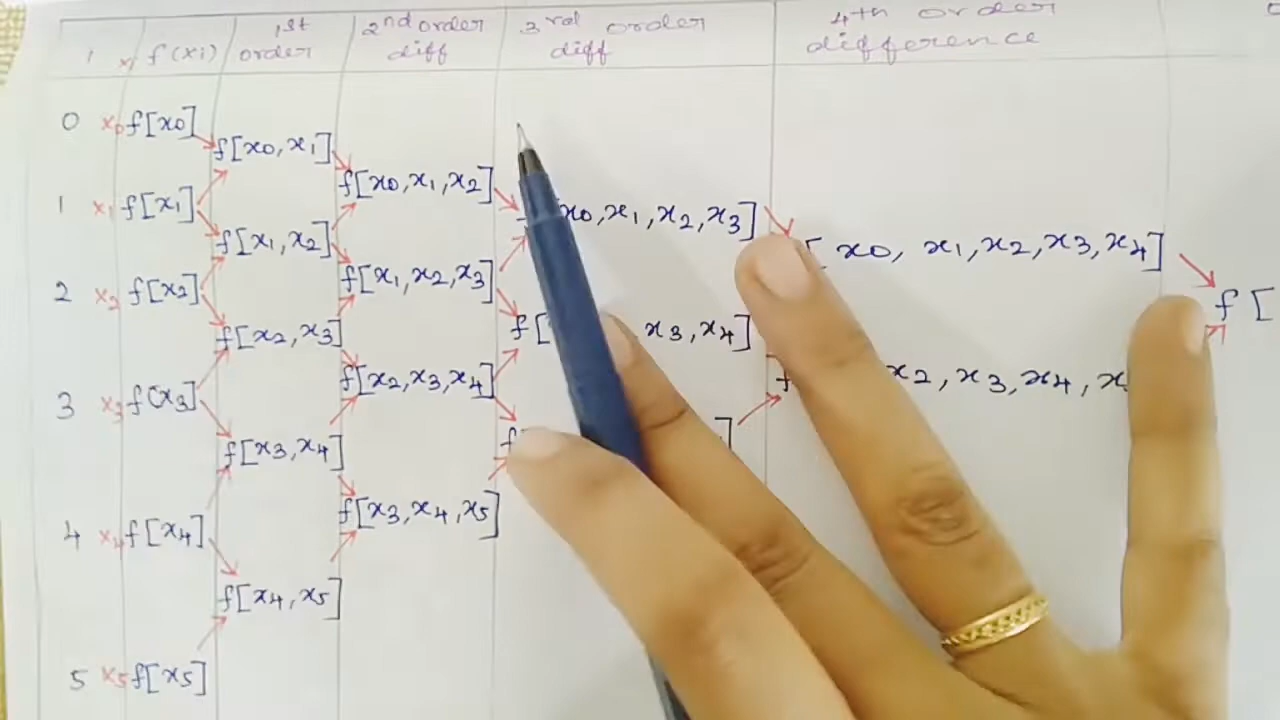 i xi f(xi) 1st order 2nd order diff 3rd order diff 4th order difference
0 x0 f[x0]
f[x0,x1]
f[x0,x1,x2]
1 x1 f[x1]
x0,x1,x2,x3]
[x0, x1,x2,x3,x4]
f[x1,x2]
f[x1,x2,x3]
2 x2 f[x2]
f[
f[ x3,x4]
f[x2,x3]
f[x2,x3,x4]
x2,x3,x4,
3 x3 f(x3]
f[x3,x4]
f[x3,x4,x5]
4 x4 f[x4]
f[x4,x5]
5 x5 f[x5]